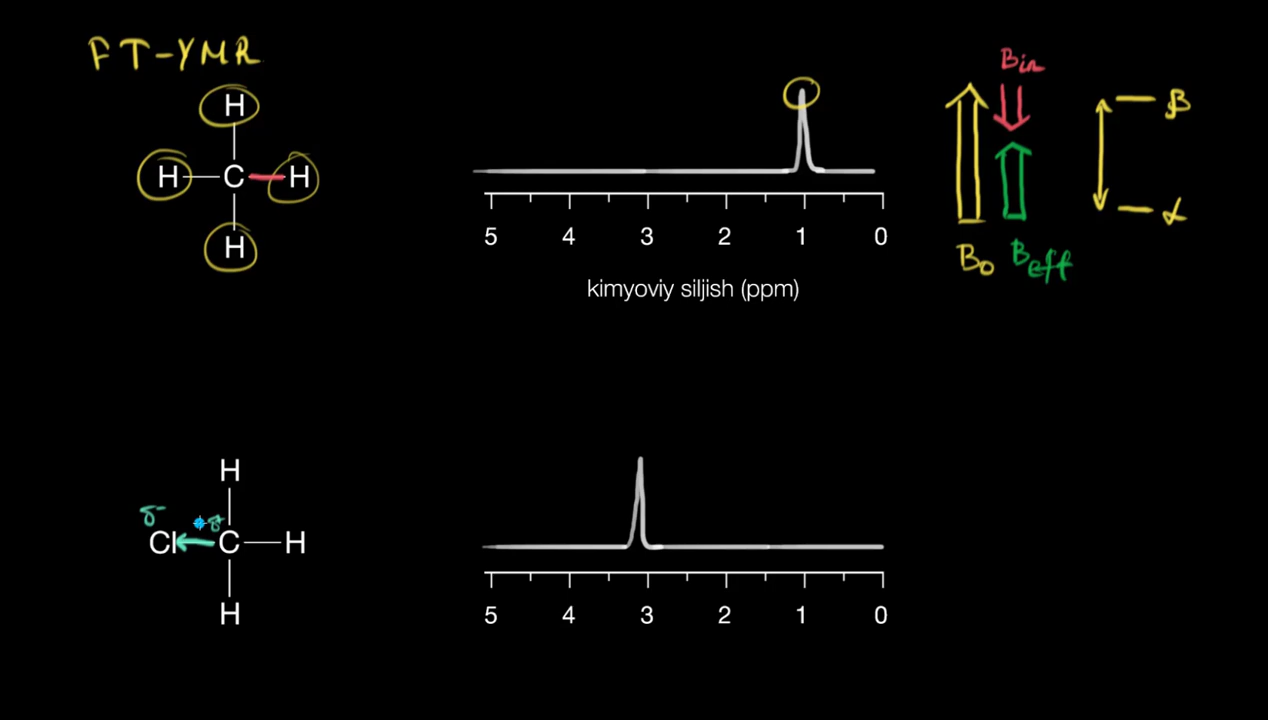 FT-YMR
H
H C H
H
5 4 3 2 1 0
kimyoviy siljish (ppm)
Bin
B0 Beff
β
α
H
δ- δ+
Cl C H
H
5 4 3 2 1 0